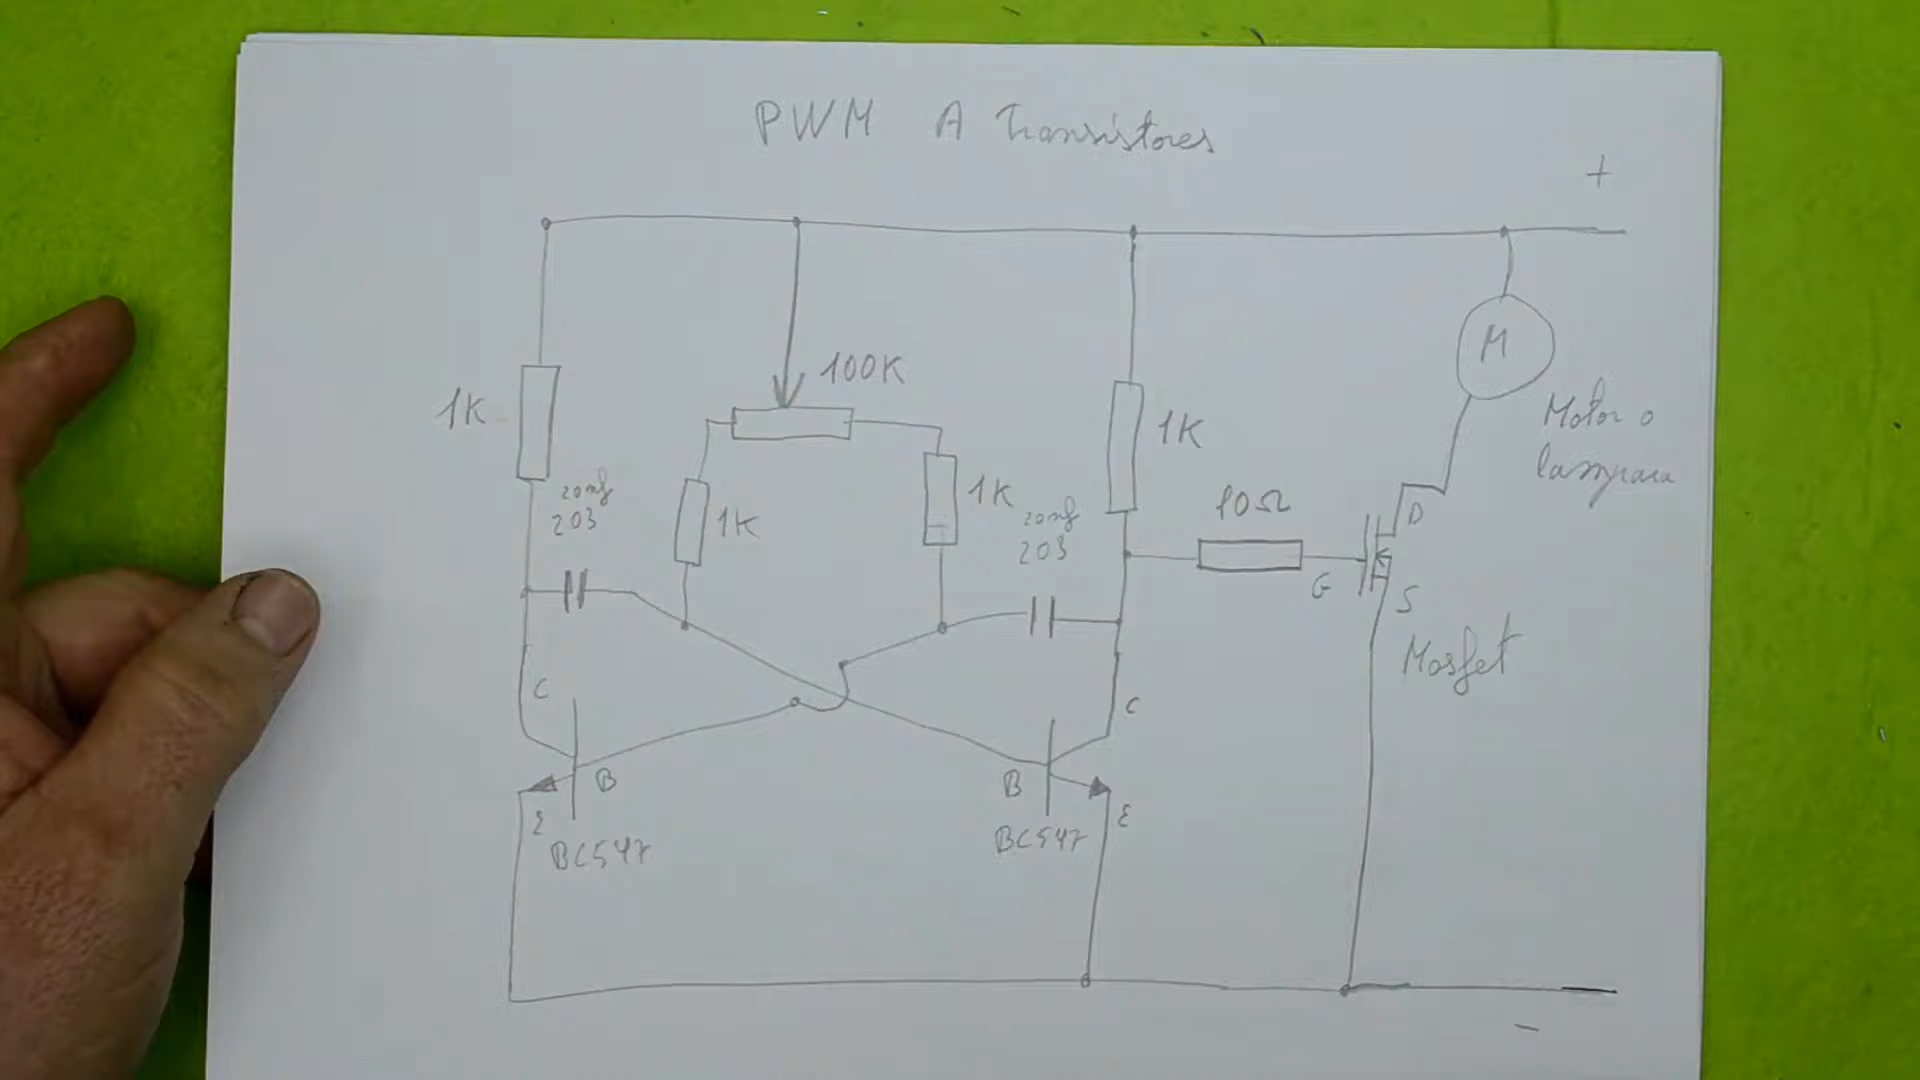 PWM A Transistores
+
100K
1K
1K
M
Motor o
lampara
20nf
203
1K
1K
20nf
203
10Ω
D
G
S
Mosfet
C
C
B
B
E
E
BC547
BC547
-